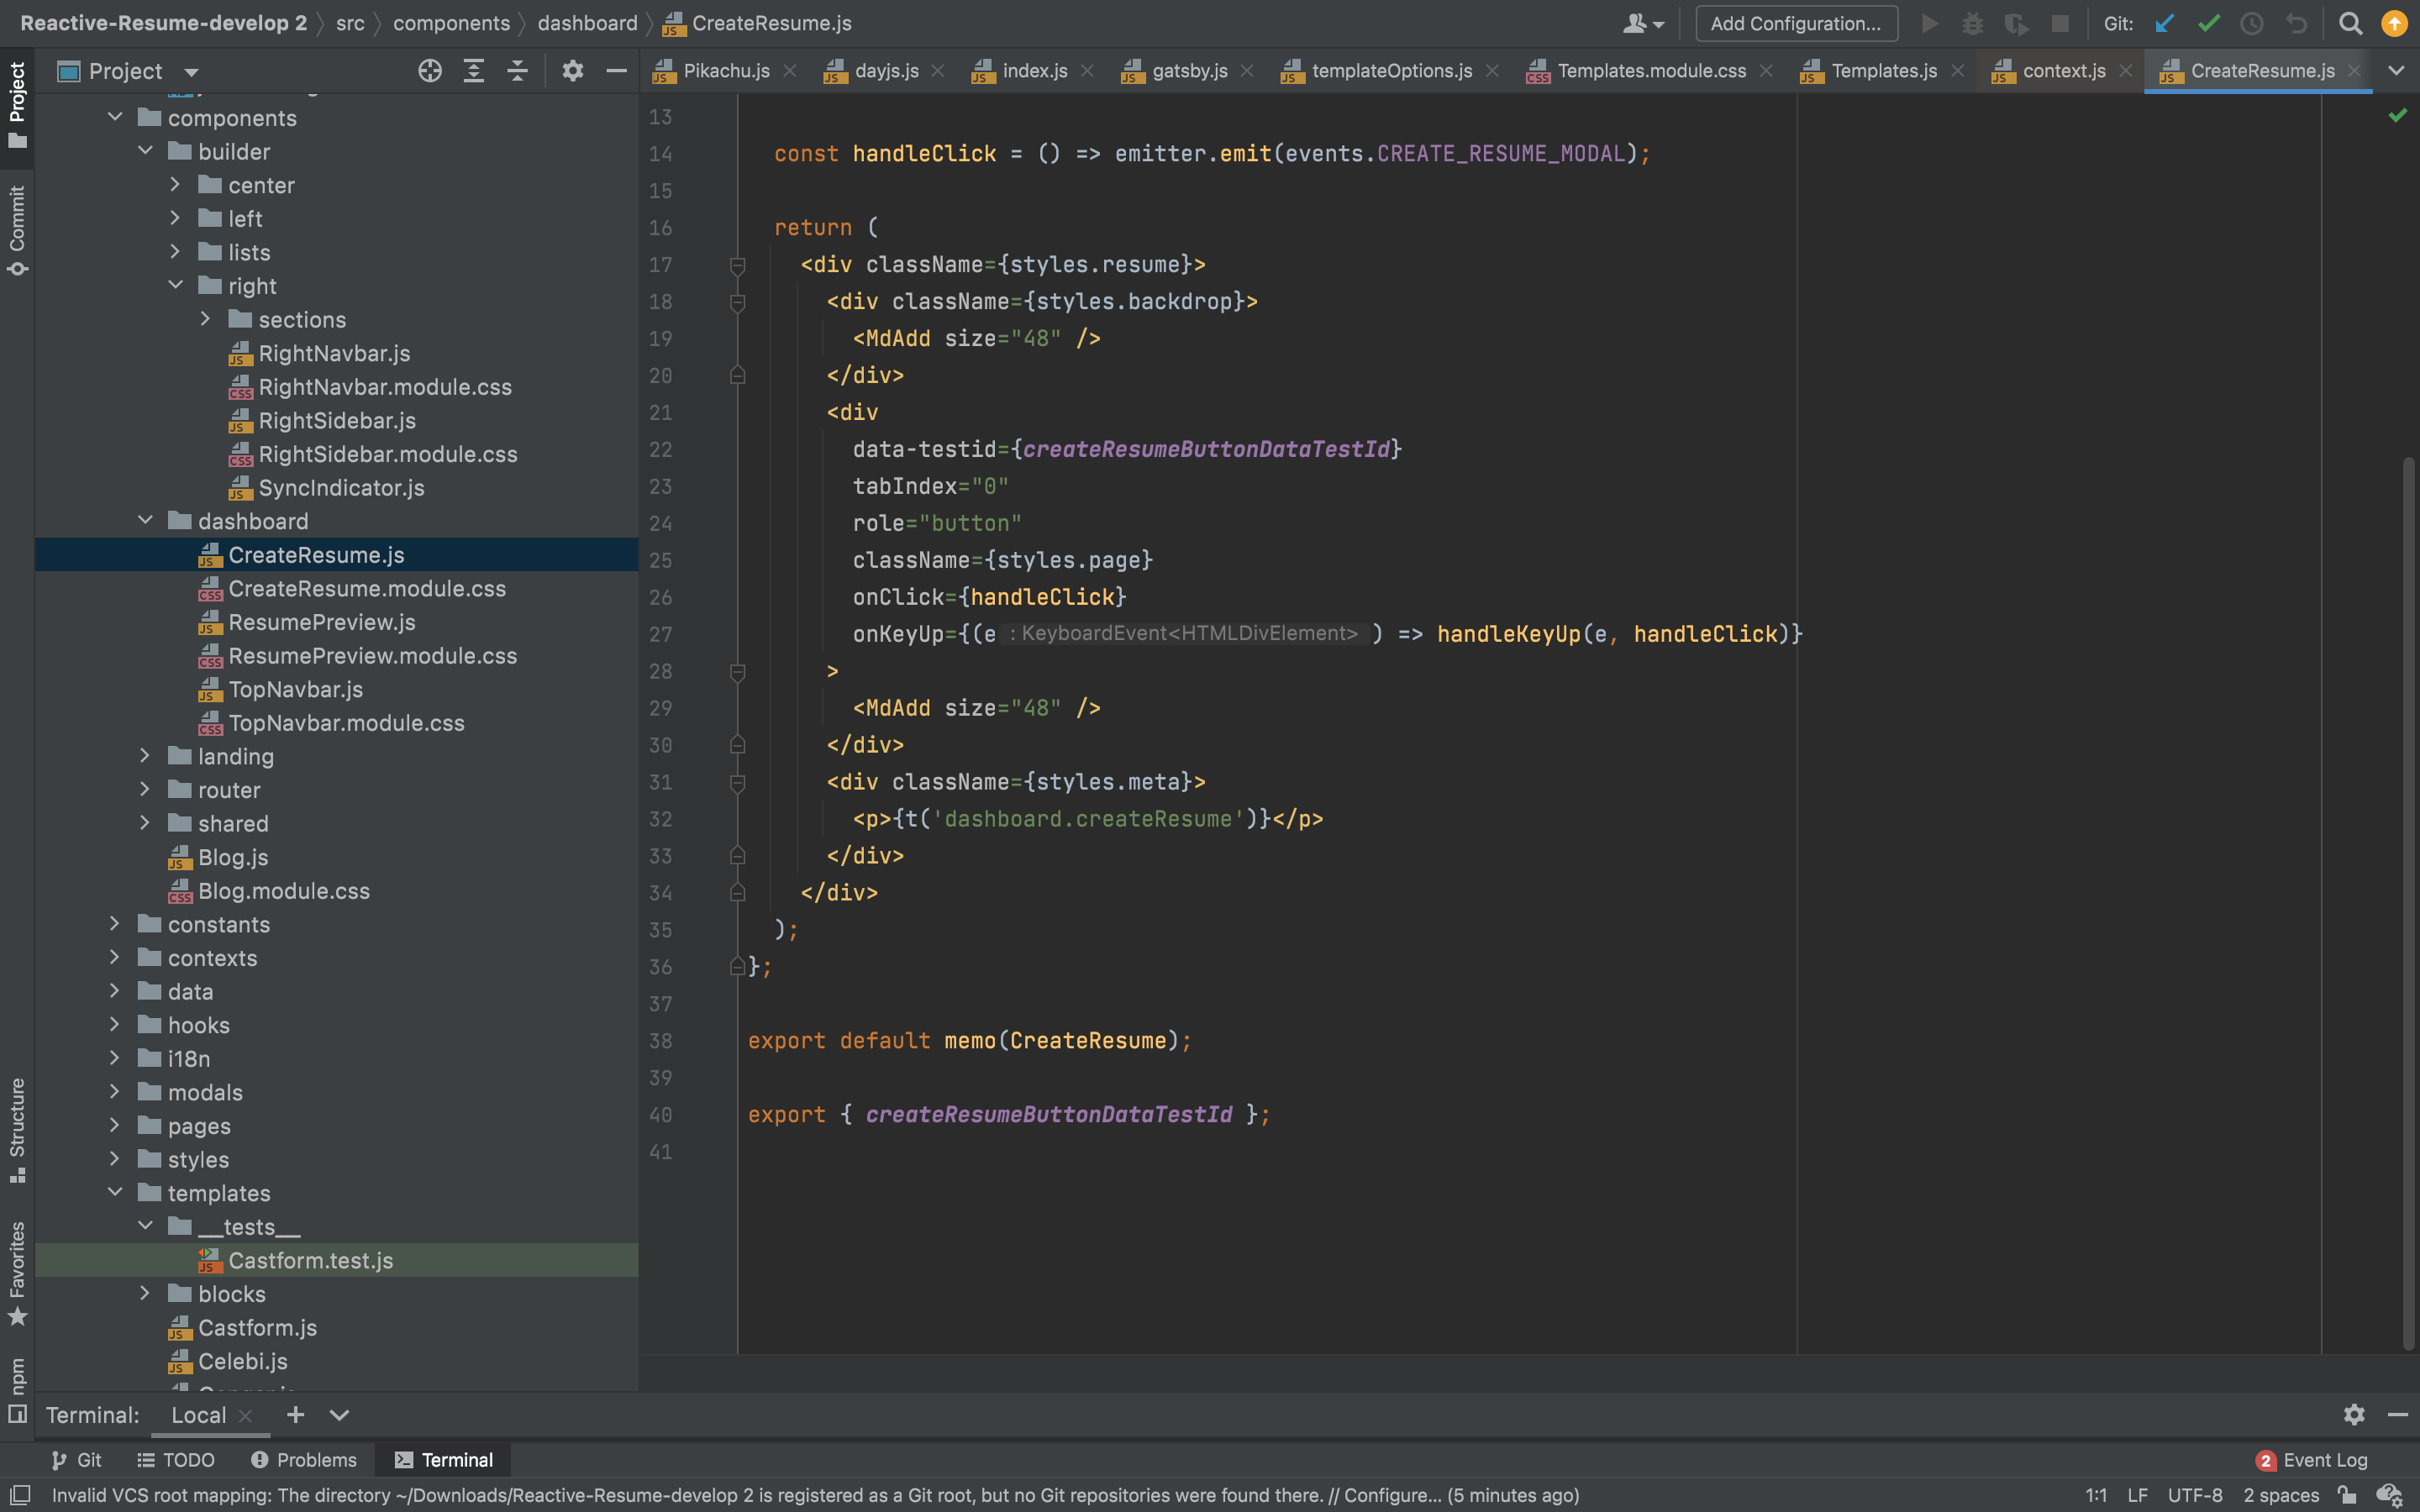 Reactive-Resume-develop 2 src components dashboard CreateResume.js Add Configuration... Git:
Project
Pikachu.js dayjs.js index.js gatsby.js templateOptions.js Templates.module.css Templates.js context.js CreateResume.js
Project
Commit
Structure
Favorites
npm
components
builder
center
left
lists
right
sections
RightNavbar.js
RightNavbar.module.css
RightSidebar.js
RightSidebar.module.css
SyncIndicator.js
dashboard
CreateResume.js
CreateResume.module.css
ResumePreview.js
ResumePreview.module.css
TopNavbar.js
TopNavbar.module.css
landing
router
shared
Blog.js
Blog.module.css
constants
contexts
data
hooks
i18n
modals
pages
styles
templates
__tests__
Castform.test.js
blocks
Castform.js
Celebi.js
13
14 const handleClick = () => emitter.emit(events.CREATE_RESUME_MODAL);
15
16 return (
17 <div className={styles.resume}>
18 <div className={styles.backdrop}>
19 <MdAdd size="48" />
20 </div>
21 <div
22 data-testid={createResumeButtonDataTestId}
23 tabIndex="0"
24 role="button"
25 className={styles.page}
26 onClick={handleClick}
27 onKeyUp={(e : KeyboardEvent<HTMLDivElement> ) => handleKeyUp(e, handleClick)}
28 >
29 <MdAdd size="48" />
30 </div>
31 <div className={styles.meta}>
32 <p>{t('dashboard.createResume')}</p>
33 </div>
34 </div>
35 );
36 };
37
38 export default memo(CreateResume);
39
40 export { createResumeButtonDataTestId };
41
Terminal: Local
Git TODO Problems Terminal 2 Event Log
Invalid VCS root mapping: The directory ~/Downloads/Reactive-Resume-develop 2 is registered as a Git root, but no Git repositories were found there. // Configure... (5 minutes ago) 1:1 LF UTF-8 2 spaces